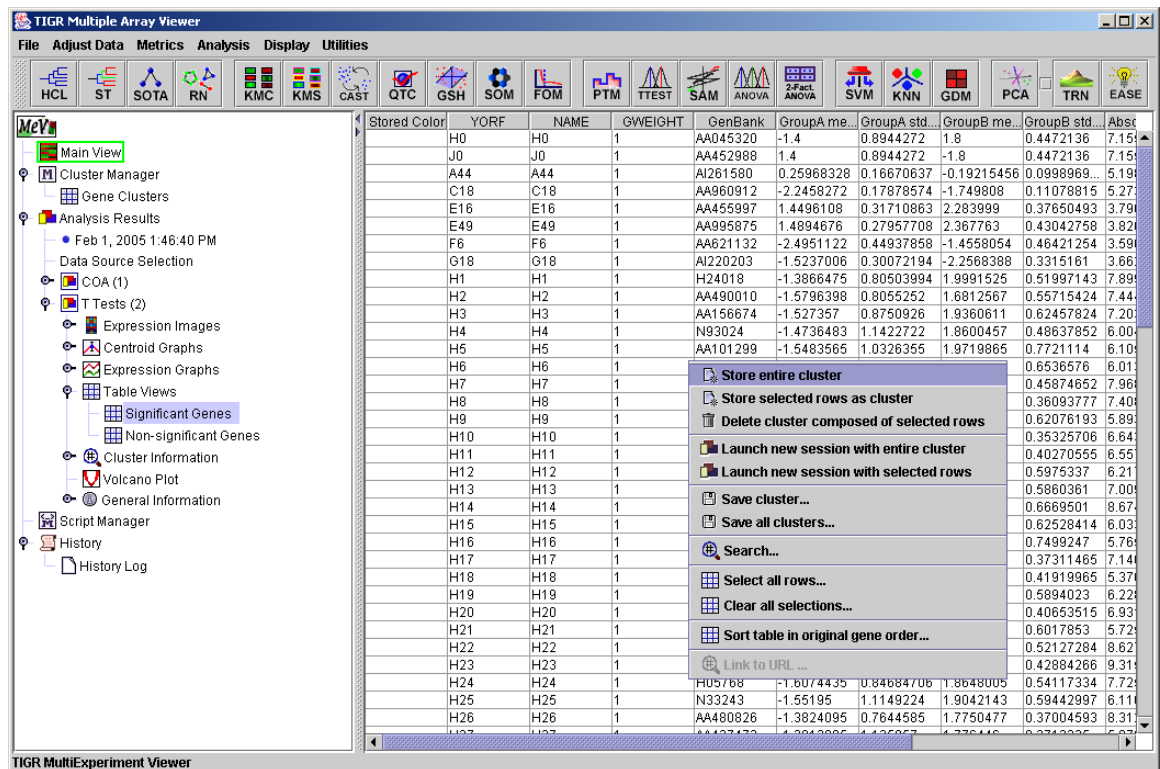 TIGR Multiple Array Viewer
File Adjust Data Metrics Analysis Display Utilities
HCL ST SOTA RN KMC KMS CAST QTC GSH SOM FOM PTM TTEST SAM ANOVA 2-Fact. ANOVA SVM KNN GDM PCA TRN EASE
MeV
Main View
Cluster Manager
Gene Clusters
Analysis Results
Feb 1, 2005 1:46:40 PM
Data Source Selection
COA (1)
T Tests (2)
Expression Images
Centroid Graphs
Expression Graphs
Table Views
Significant Genes
Non-significant Genes
Cluster Information
Volcano Plot
General Information
Script Manager
History
History Log
Stored Color YORF NAME GWEIGHT GenBank GroupA me... GroupA std... GroupB me... GroupB std...
H0 H0 1 AA045320 -1.4 0.8944272 1.8 0.4472136
J0 J0 1 AA452988 1.4 0.8944272 -1.8 0.4472136
A44 A44 1 AI261580 0.25968328 0.16670637 -0.19215456 0.0998969...
C18 C18 1 AA960912 -2.2458272 0.17878574 -1.749808 0.11078815
E16 E16 1 AA455997 1.4496108 0.31710863 2.283999 0.37650493
E49 E49 1 AA995875 1.4894676 0.27957708 2.367763 0.43042758
F6 F6 1 AA621132 -2.4951122 0.44937858 -1.4558054 0.46421254
G18 G18 1 AI220203 -1.5237006 0.30072194 -2.2568388 0.3315161
H1 H1 1 H24018 -1.3866475 0.80503994 1.9991525 0.51997143
H2 H2 1 AA490010 -1.5796398 0.8055252 1.6812567 0.55715424
H3 H3 1 AA156674 -1.527357 0.8750926 1.9360611 0.62457824
H4 H4 1 N93024 -1.4736483 1.1422722 1.8600457 0.48637852
H5 H5 1 AA101299 -1.5483565 1.0326355 1.9719865 0.7721114
H6 H6 1 0.6536576
H7 H7 1 0.45874652
H8 H8 1 0.36093777
H9 H9 1 0.62076193
H10 H10 1 0.35325706
H11 H11 1 0.40270555
H12 H12 1 0.5975337
H13 H13 1 0.5860361
H14 H14 1 0.6669501
H15 H15 1 0.62528414
H16 H16 1 0.7499247
H17 H17 1 0.37311465
H18 H18 1 0.41919965
H19 H19 1 0.5894023
H20 H20 1 0.40653515
H21 H21 1 0.6017853
H22 H22 1 0.52127284
H23 H23 1 0.42884266
H24 H24 1 H05768 -1.6074435 0.84684706 1.8648005 0.54117334
H25 H25 1 N33243 -1.55195 1.1149224 1.9042143 0.59442997
H26 H26 1 AA480826 -1.3824095 0.7644585 1.7750477 0.37004593
Store entire cluster
Store selected rows as cluster
Delete cluster composed of selected rows
Launch new session with entire cluster
Launch new session with selected rows
Save cluster...
Save all clusters...
Search...
Select all rows...
Clear all selections...
Sort table in original gene order...
Link to URL ...
TIGR MultiExperiment Viewer